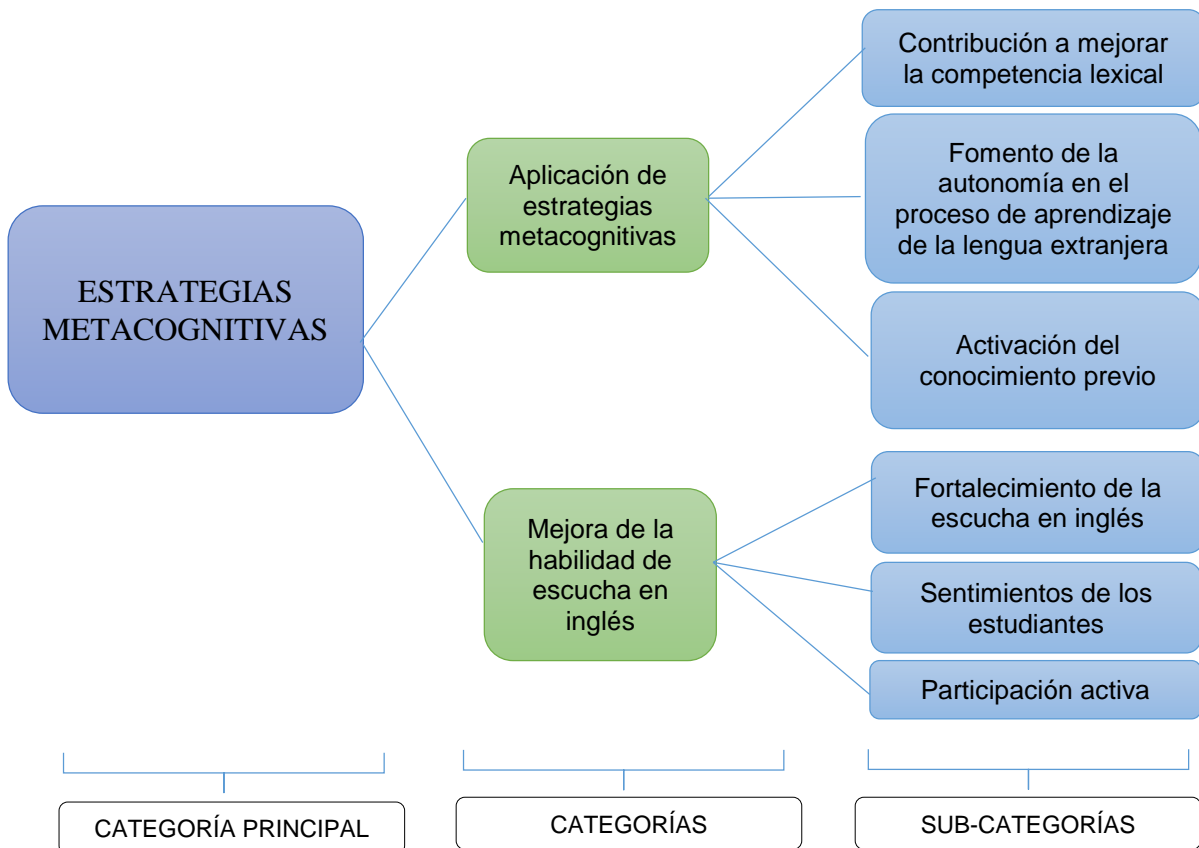 ESTRATEGIAS
METACOGNITIVAS
Aplicación de
estrategias
metacognitivas
Contribución a mejorar
la competencia lexical
Fomento de la
autonomía en el
proceso de aprendizaje
de la lengua extranjera
Activación del
conocimiento previo
Mejora de la
habilidad de
escucha en
inglés
Fortalecimiento de la
escucha en inglés
Sentimientos de los
estudiantes
Participación activa
CATEGORÍA PRINCIPAL
CATEGORÍAS
SUB-CATEGORÍAS